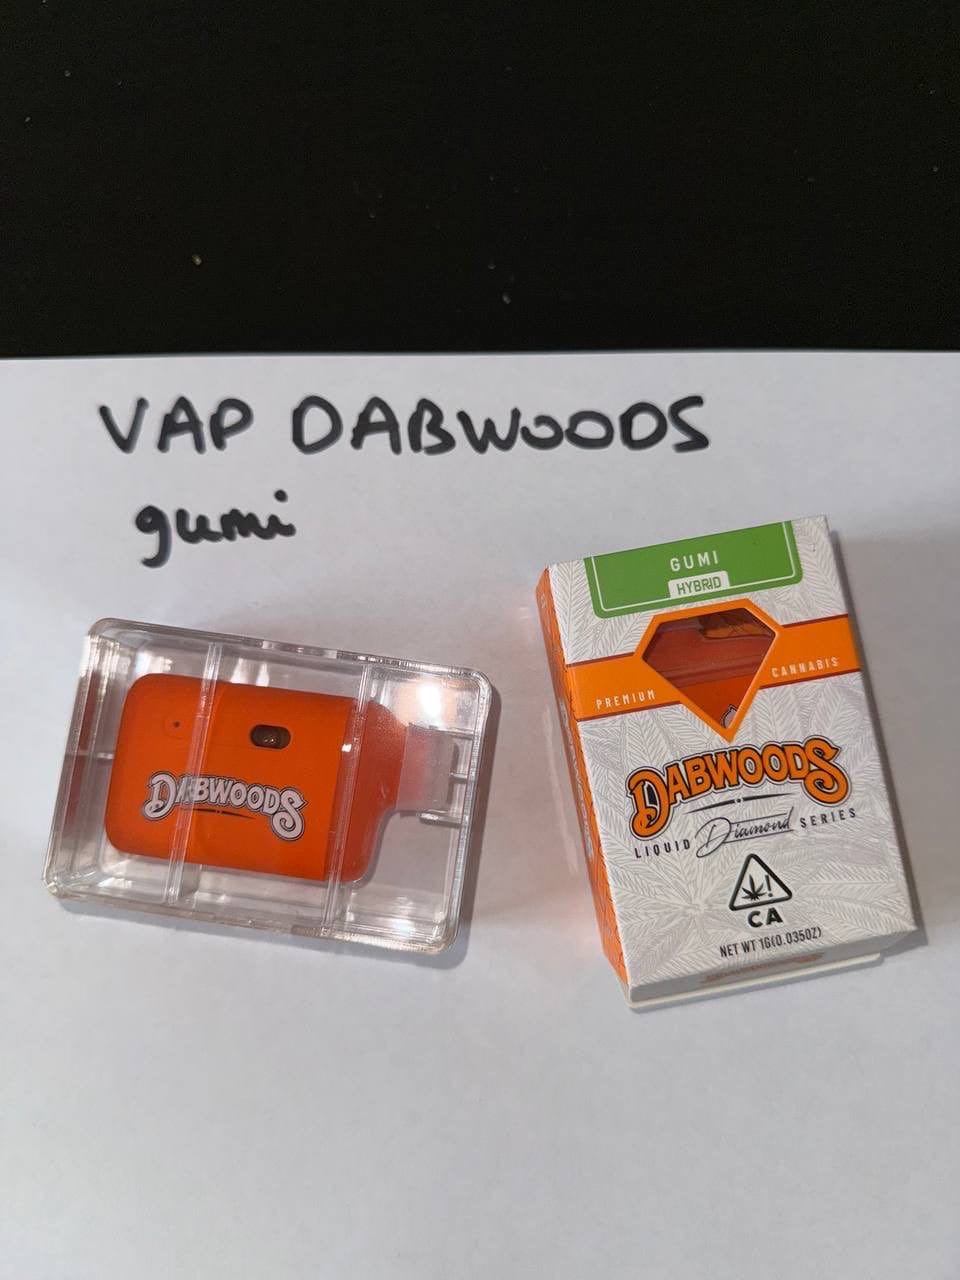 VAP DABWOODS
gumi
GUMI
HYBRID
PREMIUM CANNABIS
DABWOODS
LIQUID Diamond SERIES
CA
NET WT 1G(0.035OZ)
DABWOODS